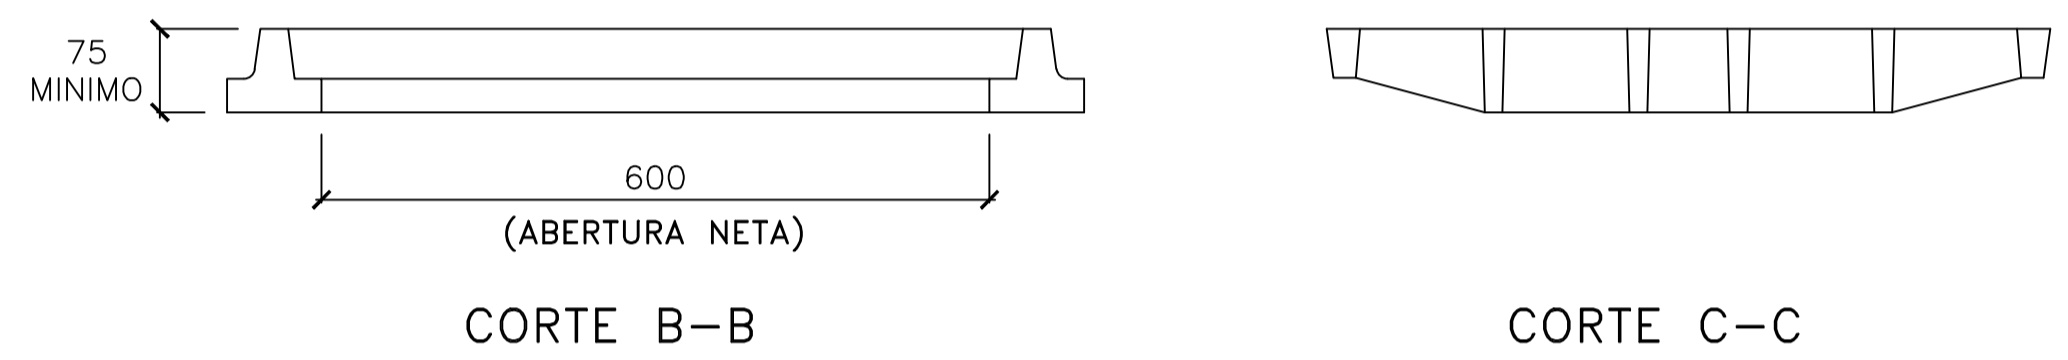 75
MINIMO
600
(ABERTURA NETA)
CORTE B-B
CORTE C-C